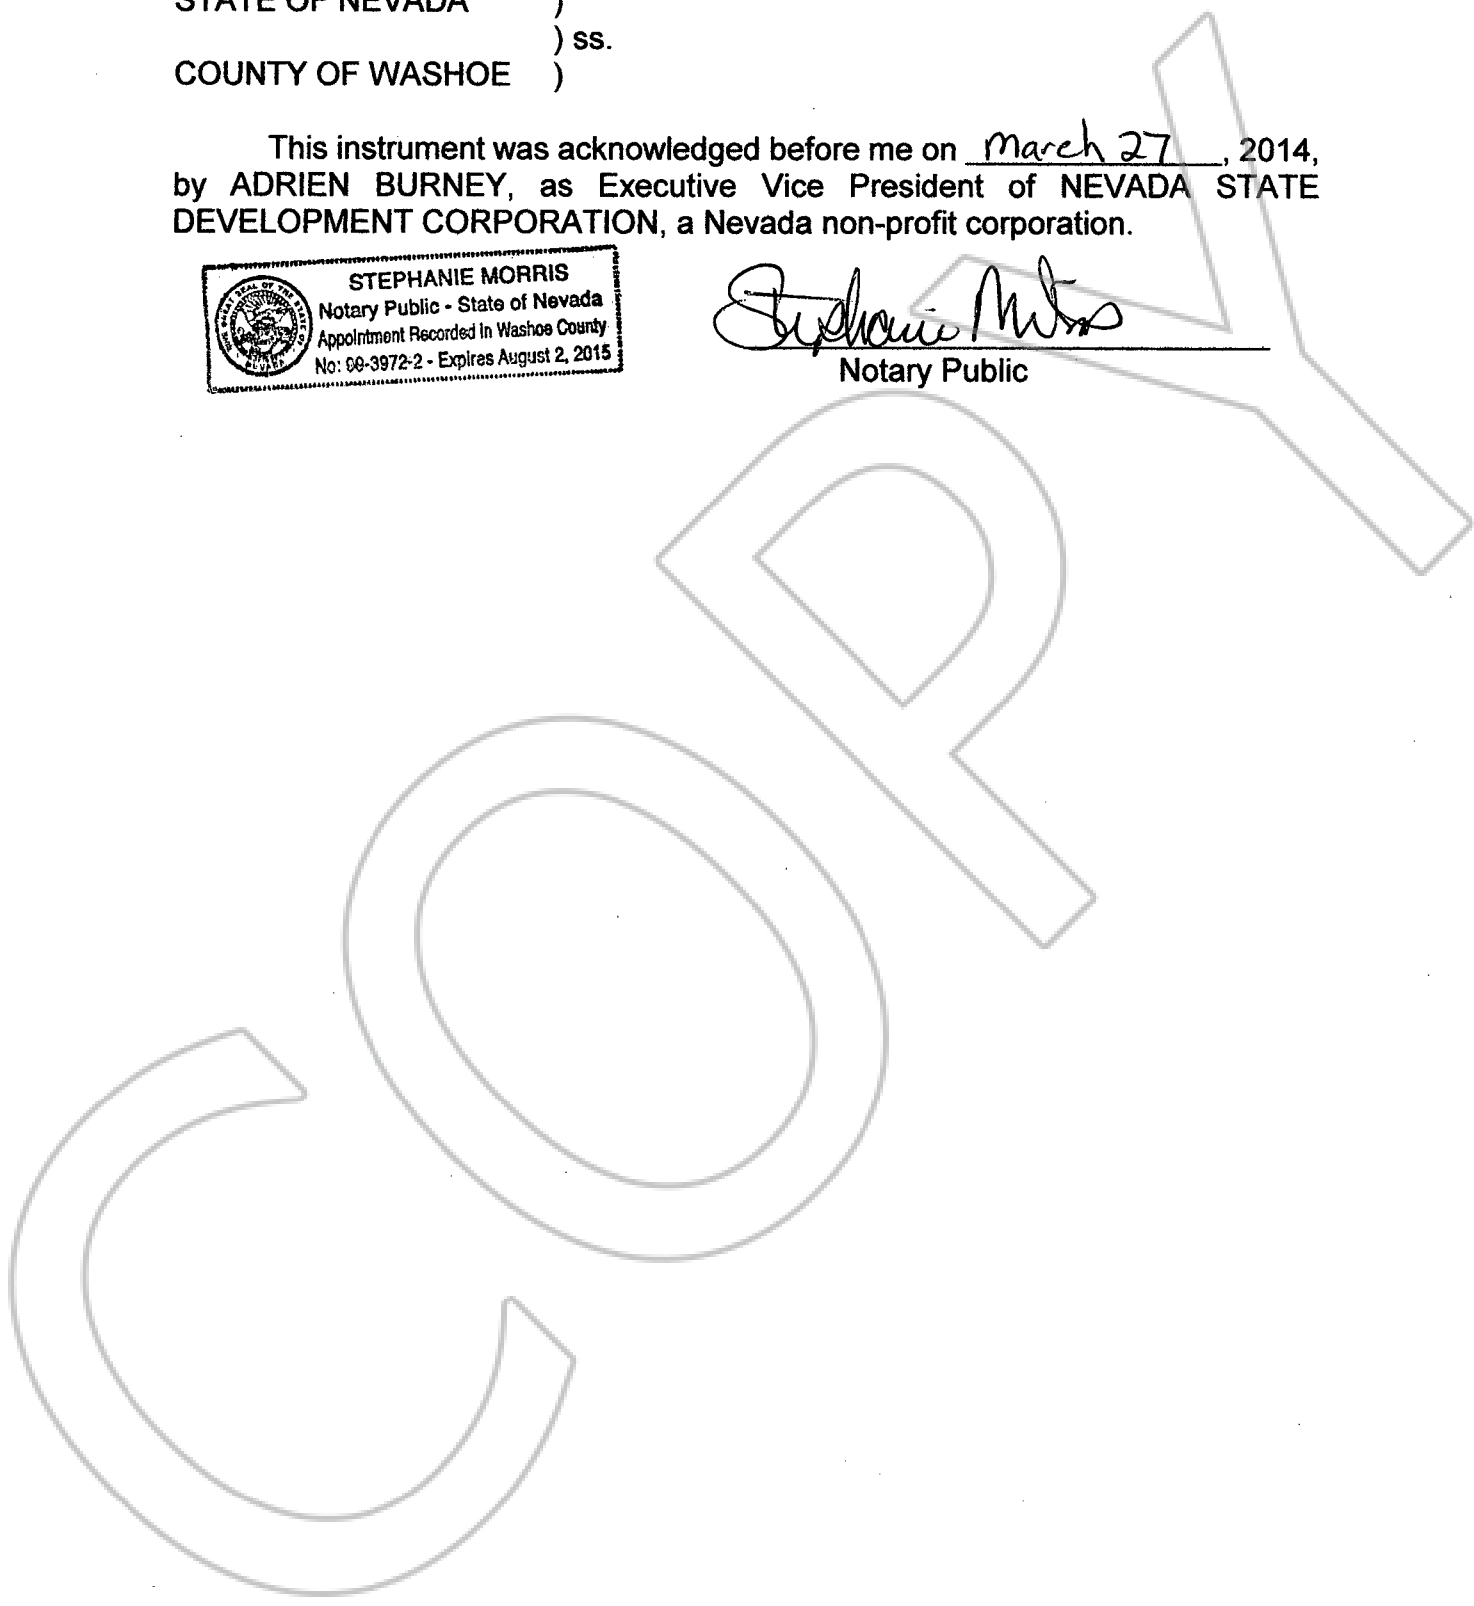 STATE OF NEVADA )
) ss.
COUNTY OF WASHOE )
This instrument was acknowledged before me on March 27, 2014,
by ADRIEN BURNEY, as Executive Vice President of NEVADA STATE
DEVELOPMENT CORPORATION, a Nevada non-profit corporation.
STEPHANIE MORRIS
Notary Public - State of Nevada
Appointment Recorded in Washoe County
No: 99-3972-2 - Expires August 2, 2015
Stephanie Morris
Notary Public
COPY